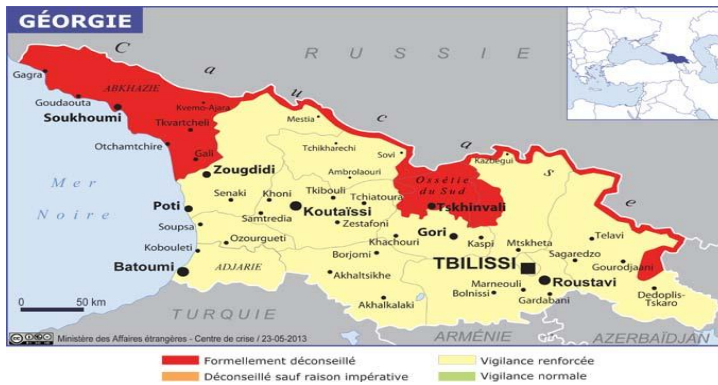 GÉORGIE
C a u c a s e
RUSSIE
Gagra
ABKHAZIE
Goudaouta
Soukhoumi
Kvemo-Ajara
Tkvartcheli
Mestia
Otchamtchire
Tchikharechi
Sovi
Gali
Kazbegui
Zougdidi
Ambrolaouri
Ossétie
du Sud
Mer
Noire
Senaki
Khoni
Tkibouli
Tchiatoura
Tskhinvali
Poti
Koutaïssi
Samtredia
Zestafoni
Soupsa
Gori
Kaspi
Telavi
Ozourgueti
Khachouri
Mtskheta
Kobouleti
Borjomi
Sagaredzo
TBILISSI
Gourodjaani
Batoumi
ADJARIE
Akhaltsikhe
Roustavi
Marneouli
Dedoplis-
Tskaro
Akhalkalaki
Bolnissi
Gardabani
0 50 km
TURQUIE
ARMÉNIE
AZERBAÏDJAN
cc Ministère des Affaires étrangères - Centre de crise / 23-05-2013
Formellement déconseillé
Vigilance renforcée
Déconseillé sauf raison impérative
Vigilance normale